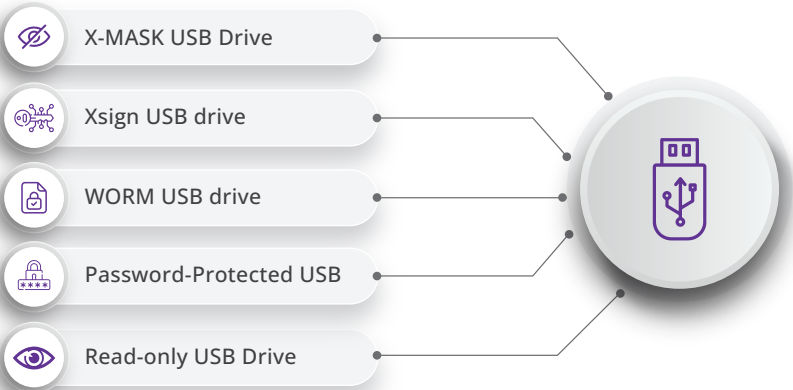 X-MASK USB Drive
Xsign USB drive
WORM USB drive
Password-Protected USB
****
Read-only USB Drive